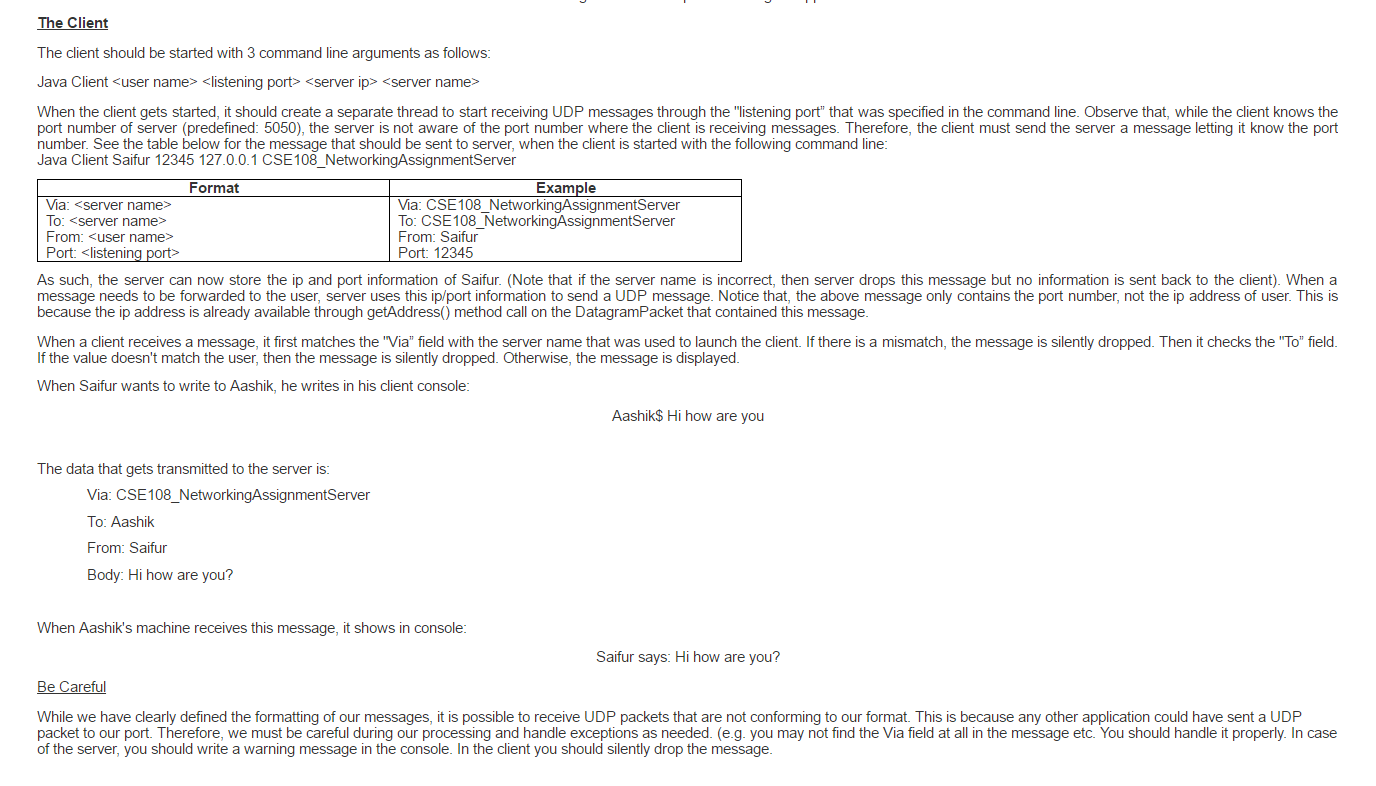 The Client
The client should be started with 3 command line arguments as follows:
Java Client <user name> <listening port> <server ip> <server name>
When the client gets started, it should create a separate thread to start receiving UDP messages through the "listening port” that was specified in the command line. Observe that, while the client knows the
port number of server (predefined: 5050), the server is not aware of the port number where the client is receiving messages. Therefore, the client must send the server a message letting it know the port
number. See the table below for the message that should be sent to server, when the client is started with the following command line:
Java Client Saifur 12345 127.0.0.1 CSE108_NetworkingAssignmentServer
Format
Example
Via: <server name>
Via: CSE108_NetworkingAssignmentServer
To: <server name>
To: CSE108_NetworkingAssignmentServer
From: <user name>
From: Saifur
Port: <listening port>
Port: 12345
As such, the server can now store the ip and port information of Saifur. (Note that if the server name is incorrect, then server drops this message but no information is sent back to the client). When a
message needs to be forwarded to the user, server uses this ip/port information to send a UDP message. Notice that, the above message only contains the port number, not the ip address of user. This is
because the ip address is already available through getAddress() method call on the DatagramPacket that contained this message.
When a client receives a message, it first matches the "Via” field with the server name that was used to launch the client. If there is a mismatch, the message is silently dropped. Then it checks the "To” field.
If the value doesn't match the user, then the message is silently dropped. Otherwise, the message is displayed.
When Saifur wants to write to Aashik, he writes in his client console:
Aashik$ Hi how are you
The data that gets transmitted to the server is:
Via: CSE108_NetworkingAssignmentServer
To: Aashik
From: Saifur
Body: Hi how are you?
When Aashik's machine receives this message, it shows in console:
Saifur says: Hi how are you?
Be Careful
While we have clearly defined the formatting of our messages, it is possible to receive UDP packets that are not conforming to our format. This is because any other application could have sent a UDP
packet to our port. Therefore, we must be careful during our processing and handle exceptions as needed. (e.g. you may not find the Via field at all in the message etc. You should handle it properly. In case
of the server, you should write a warning message in the console. In the client you should silently drop the message.